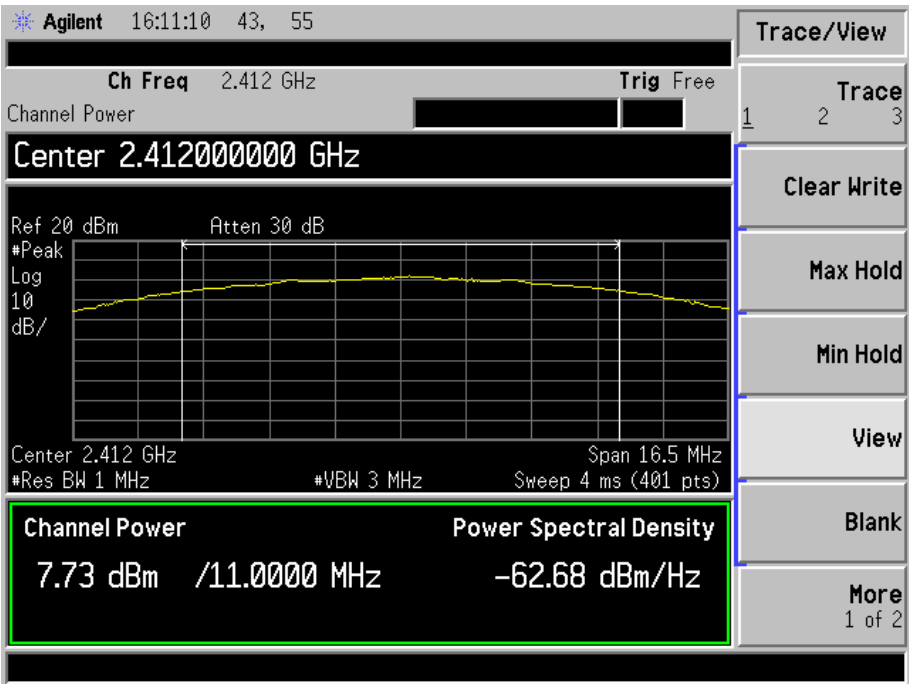 Agilent 16:11:10 43, 55
Trace/View
Ch Freq 2.412 GHz Trig Free
Channel Power
Trace
1 2 3
Center 2.412000000 GHz
Clear Write
Ref 20 dBm Atten 30 dB
#Peak
Log
10
dB/
Max Hold
Min Hold
View
Center 2.412 GHz Span 16.5 MHz
#Res BW 1 MHz #VBW 3 MHz Sweep 4 ms (401 pts)
Channel Power Power Spectral Density
Blank
7.73 dBm /11.0000 MHz -62.68 dBm/Hz
More
1 of 2